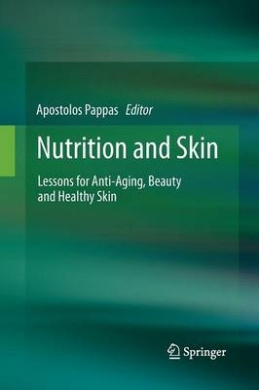 Apostolos Pappas Editor
Nutrition and Skin
Lessons for Anti-Aging, Beauty
and Healthy Skin
Springer